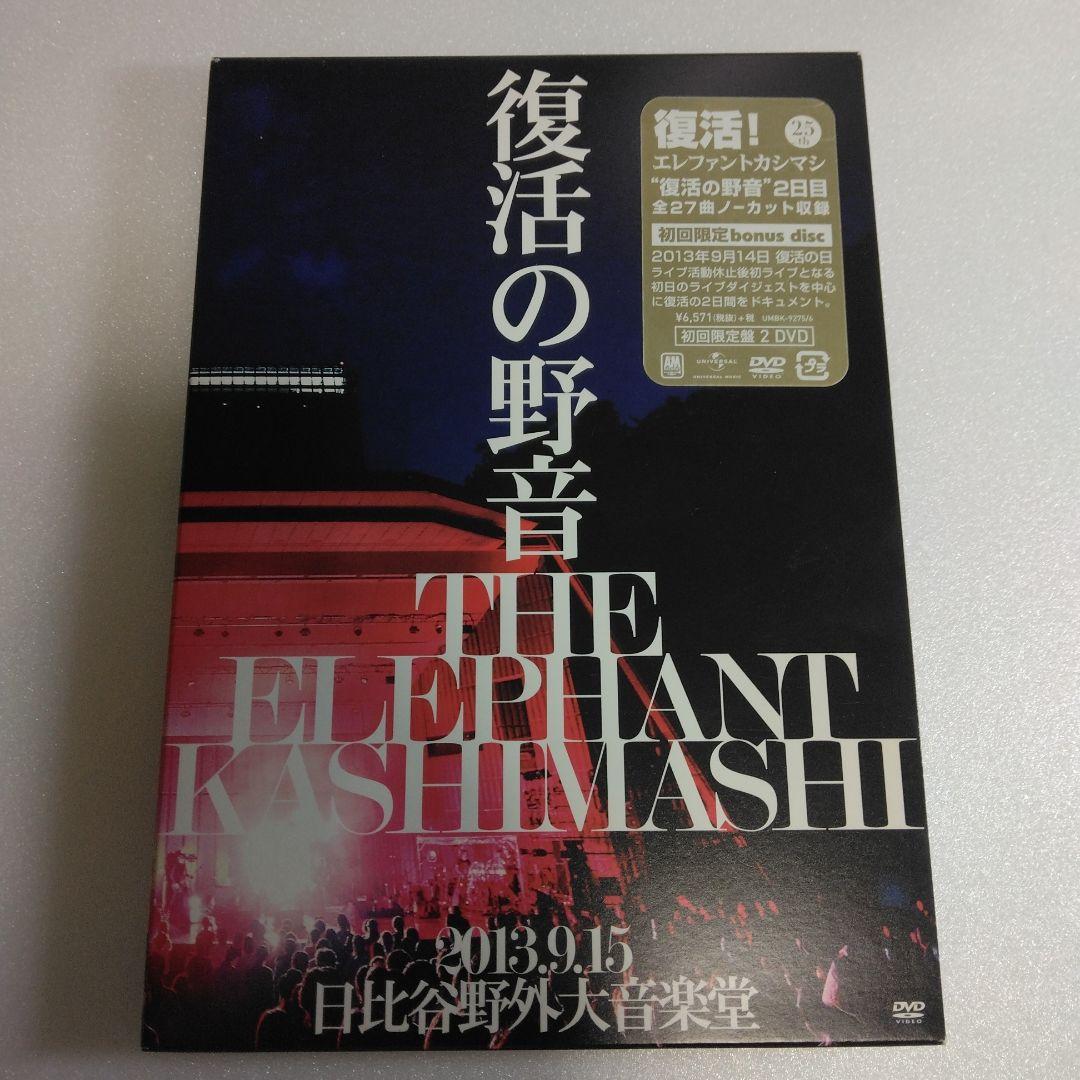 復活の野音
THE
ELEPHANT
KASHIMASHI
2013.9.15
日比谷野外大音楽堂
DVD
VIDEO
復活!
25th
エレファントカシマシ
“復活の野音”2日目
全27曲ノーカット収録
初回限定bonus disc
2013年9月14日 復活の日
ライブ活動休止後初ライブとなる
初日のライブダイジェストを中心
に復活の2日間をドキュメント。
¥6,571(税抜)+税 UMBK-9275/6
初回限定盤 2 DVD
AM
UNIVERSAL
UNIVERSAL MUSIC
DVD
VIDEO
プラ